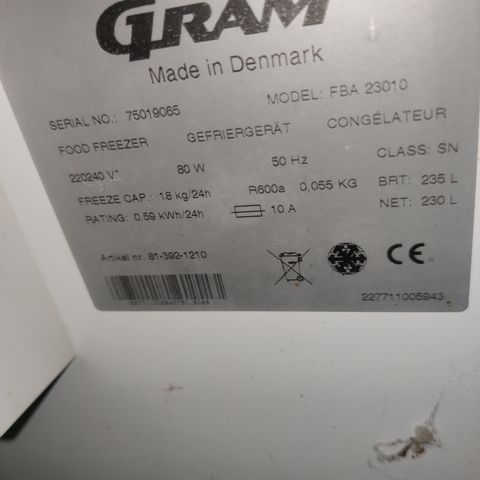 GRAM
Made in Denmark
SERIAL NO.: 75019065 MODEL: FBA 23010
FOOD FREEZER GEFRIERGERÄT CONGÉLATEUR
220240 V~ 80 W 50 Hz CLASS: SN
FREEZE CAP.: 18 kg/24h R600a 0,055 KG BRT: 235 L
RATING: 0.59 kWh/24h 10 A NET: 230 L
Artikel nr. 81-392-1210
CE
227711005943